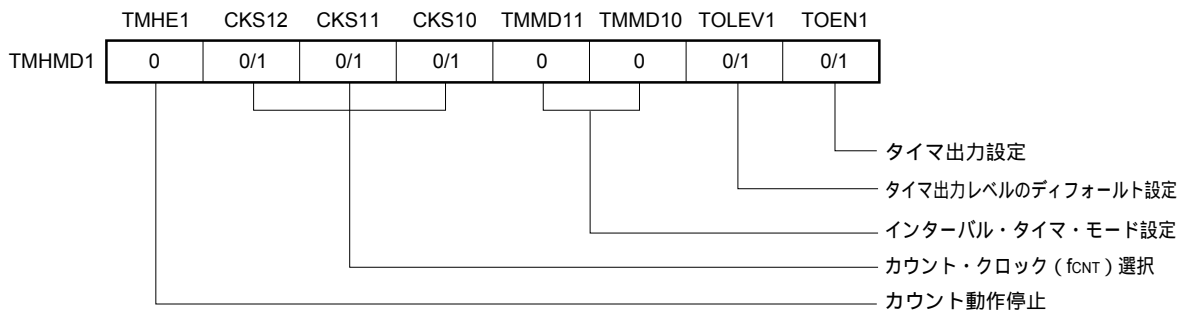 TMHE1 CKS12 CKS11 CKS10 TMMD11 TMMD10 TOLEV1 TOEN1
TMHMD1 0 0/1 0/1 0/1 0 0 0/1 0/1
タイマ出力設定
タイマ出力レベルのディフォールト設定
インターバル・タイマ・モード設定
カウント・クロック（fCNT）選択
カウント動作停止